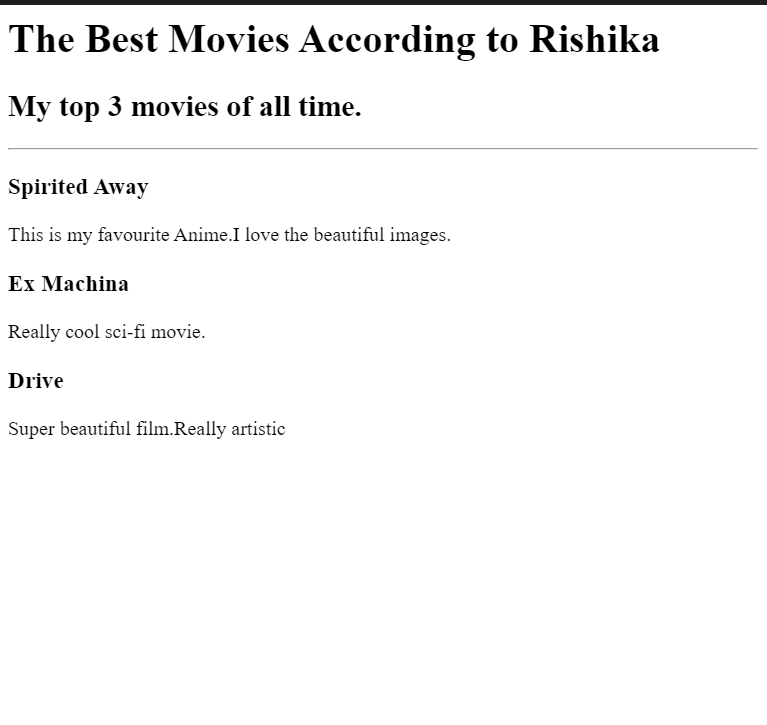 The Best Movies According to Rishika
My top 3 movies of all time.
Spirited Away
This is my favourite Anime.I love the beautiful images.
Ex Machina
Really cool sci-fi movie.
Drive
Super beautiful film.Really artistic